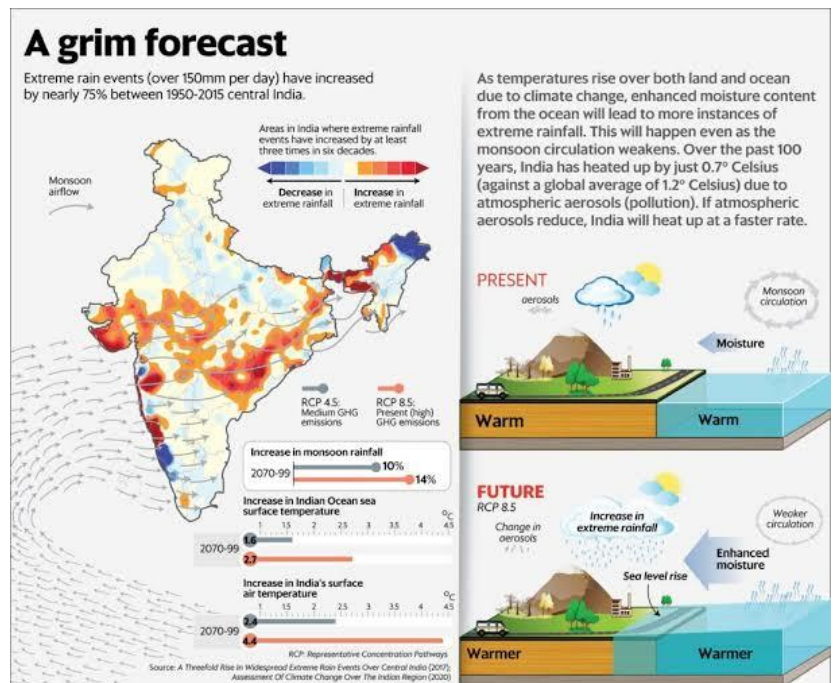 A grim forecast
Extreme rain events (over 150mm per day) have increased
by nearly 75% between 1950-2015 central India.
Areas in India where extreme rainfall
events have increased by at least
three times in six decades.
Decrease in
extreme rainfall
Increase in
extreme rainfall
Monsoon
airflow
RCP 4.5:
Medium GHG
emissions
RCP 8.5:
Present (high)
GHG emissions
Increase in monsoon rainfall
2070-99
10%
14%
Increase in Indian Ocean sea
surface temperature
°C
1 1.5 2 2.5 3 3.5 4 4.5
2070-99
1.6
2.7
Increase in India's surface
air temperature
°C
1 1.5 2 2.5 3 3.5 4 4.5
2070-99
2.4
4.4
RCP: Representative Concentration Pathways
Source: A Threefold Rise in Widespread Extreme Rain Events Over Central India (2017);
Assessment Of Climate Change Over The Indian Region (2020)
As temperatures rise over both land and ocean
due to climate change, enhanced moisture content
from the ocean will lead to more instances of
extreme rainfall. This will happen even as the
monsoon circulation weakens. Over the past 100
years, India has heated up by just 0.7° Celsius
(against a global average of 1.2° Celsius) due to
atmospheric aerosols (pollution). If atmospheric
aerosols reduce, India will heat up at a faster rate.
PRESENT
aerosols
Monsoon
circulation
Moisture
Warm
Warm
FUTURE
RCP 8.5
Change in
aerosols
Increase in
extreme rainfall
Weaker
circulation
Enhanced
moisture
Sea level rise
Warmer
Warmer